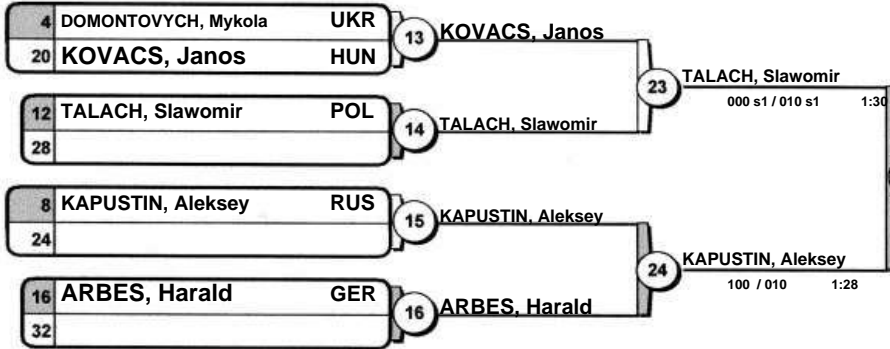 4 DOMONTOVYCH, Mykola UKR
20 KOVACS, Janos HUN
13 KOVACS, Janos
12 TALACH, Slawomir POL
28
14 TALACH, Slawomir
23 TALACH, Slawomir
000 s1 / 010 s1 1:30
8 KAPUSTIN, Aleksey RUS
24
15 KAPUSTIN, Aleksey
16 ARBES, Harald GER
32
16 ARBES, Harald
24 KAPUSTIN, Aleksey
100 / 010 1:28